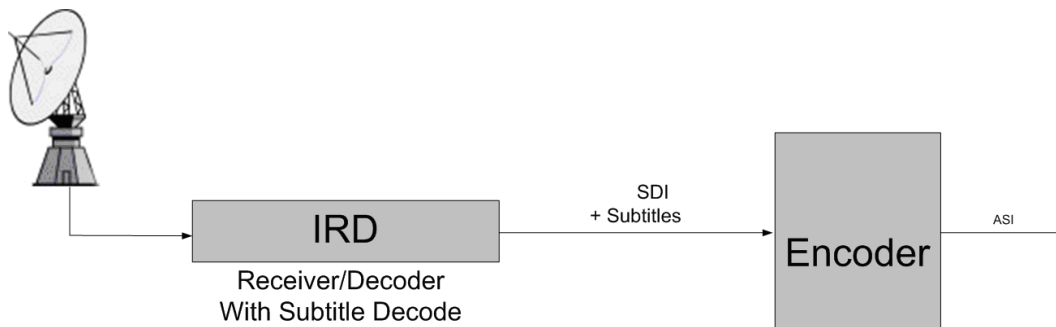 IRD
Receiver/Decoder
With Subtitle Decode
SDI
+ Subtitles
Encoder
ASI